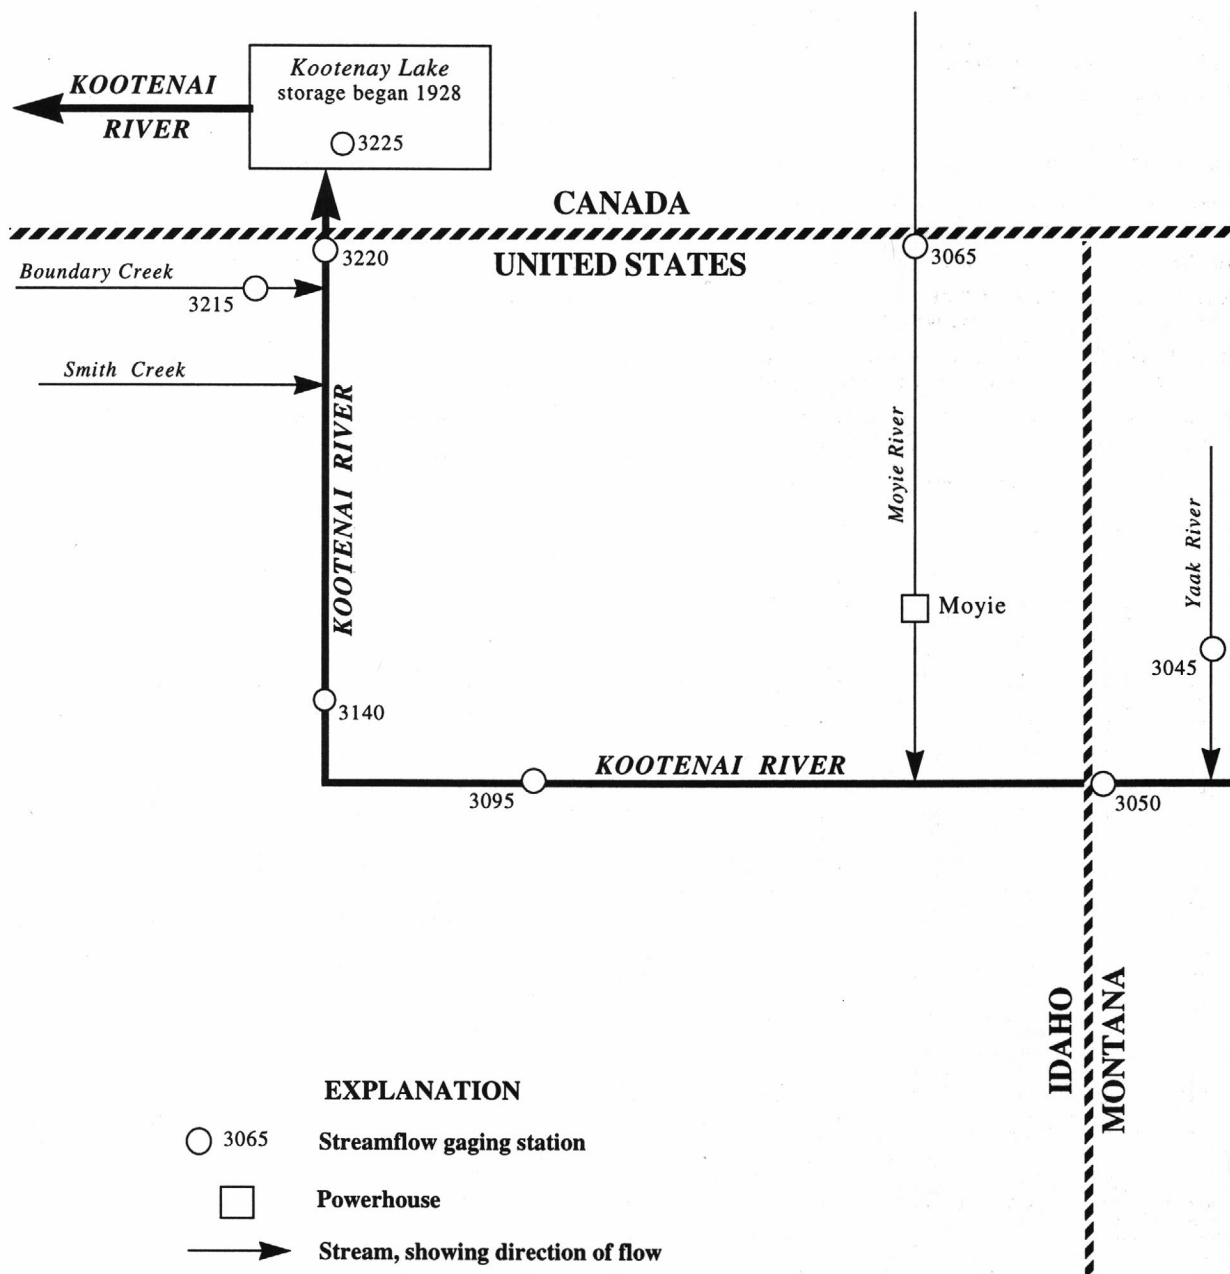 Kootenay Lake
storage began 1928
3225
KOOTENAI
RIVER
CANADA
UNITED STATES
3220
3065
Boundary Creek
3215
Smith Creek
KOOTENAI RIVER
Moyie River
Yaak River
Moyie
3045
3140
KOOTENAI RIVER
3095
3050
IDAHO
MONTANA
EXPLANATION
3065 Streamflow gaging station
Powerhouse
Stream, showing direction of flow